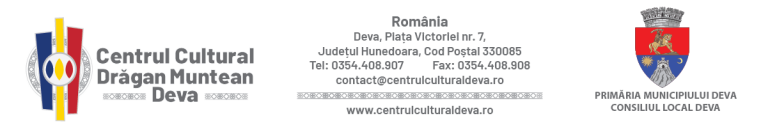 Centrul Cultural
Drăgan Muntean
Deva
România
Deva, Piața Victoriei nr. 7,
Județul Hunedoara, Cod Poștal 330085
Tel: 0354.408.907 Fax: 0354.408.908
contact@centrulculturaldeva.ro
www.centrulculturaldeva.ro
PRIMĂRIA MUNICIPIULUI DEVA
CONSILIUL LOCAL DEVA